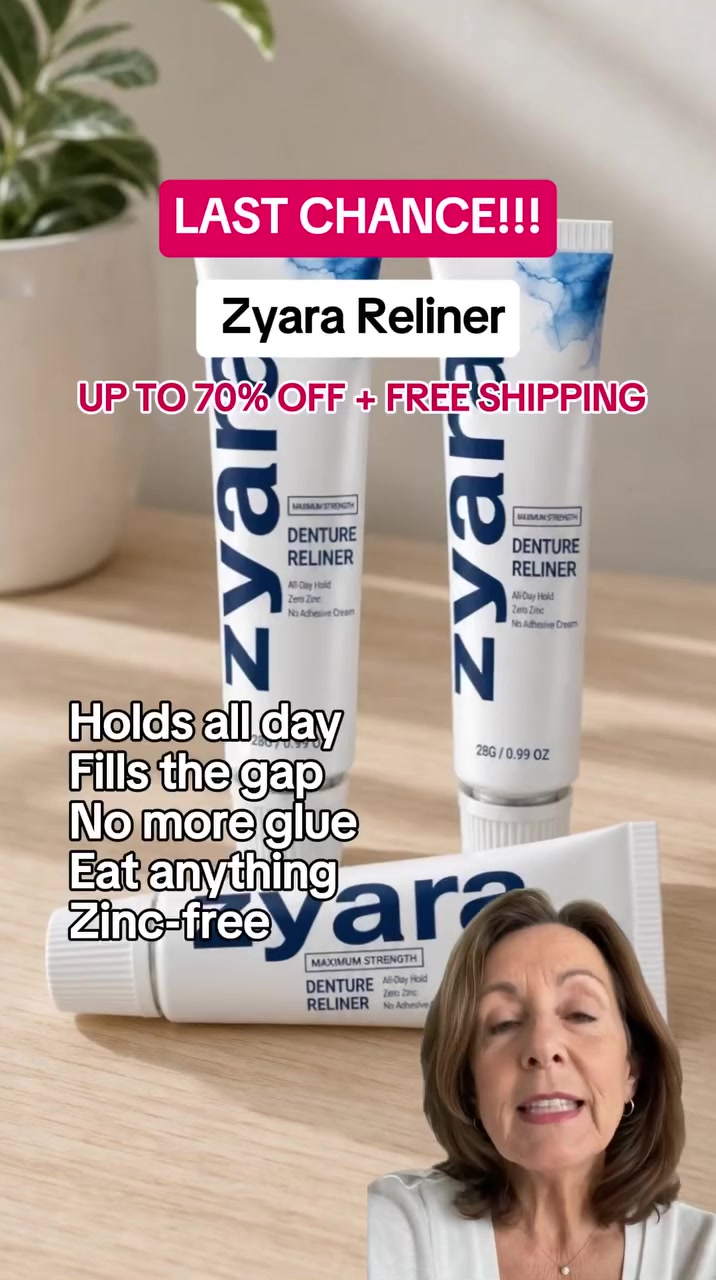 LAST CHANCE!!!
Zyara Reliner
UP TO 70% OFF + FREE SHIPPING
zyara
MAXIMUM STRENGTH
DENTURE
RELINER
All-Day Hold
Zero Zinc
No Adhesive Cream
28G / 0.99 OZ
zyara
MAXIMUM STRENGTH
DENTURE
RELINER
All-Day Hold
Zero Zinc
No Adhesive Cream
28G / 0.99 OZ
Holds all day
Fills the gap
No more glue
Eat anything
Zinc-free
zyara
MAXIMUM STRENGTH
DENTURE
RELINER
All-Day Hold
Zero Zinc
No Adhesive